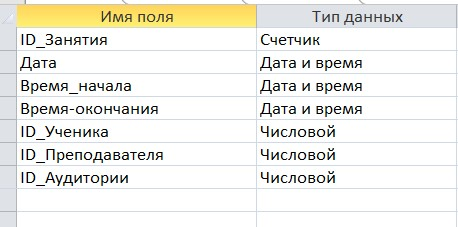 Имя поля Тип данных
ID_Занятия Счетчик
Дата Дата и время
Время_начала Дата и время
Время-окончания Дата и время
ID_Ученика Числовой
ID_Преподавателя Числовой
ID_Аудитории Числовой